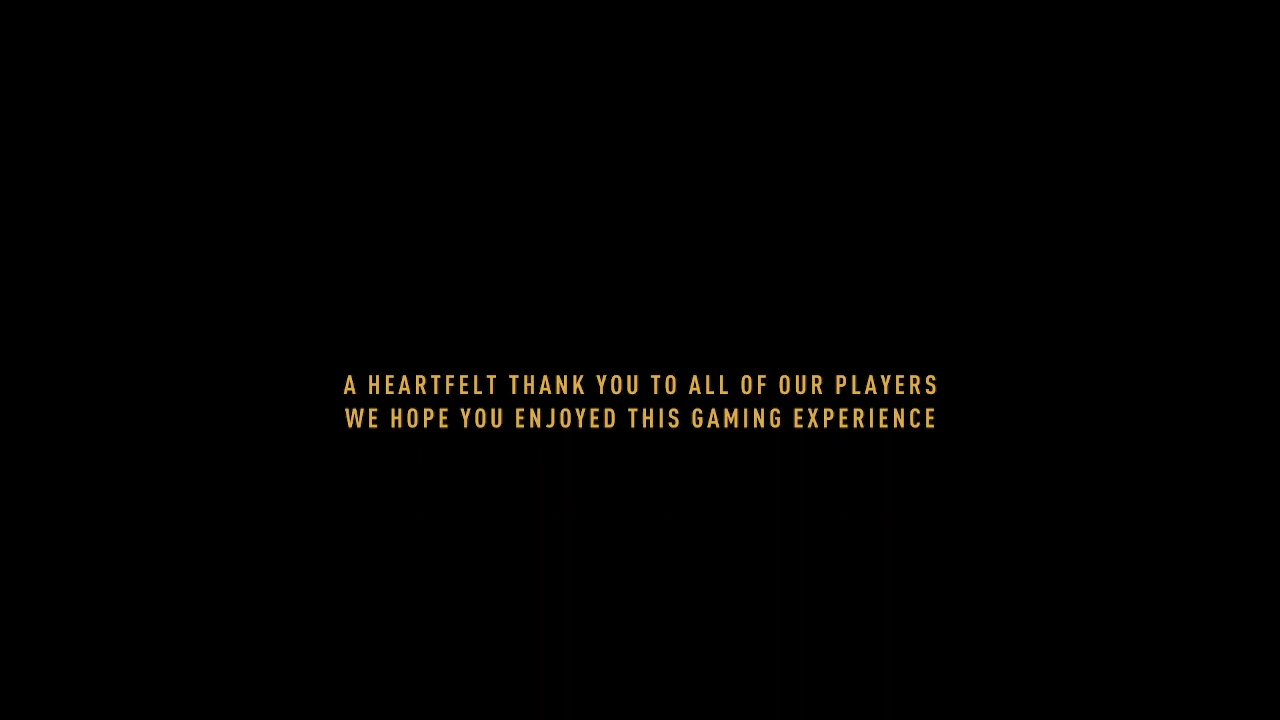 A HEARTFELT THANK YOU TO ALL OF OUR PLAYERS
WE HOPE YOU ENJOYED THIS GAMING EXPERIENCE